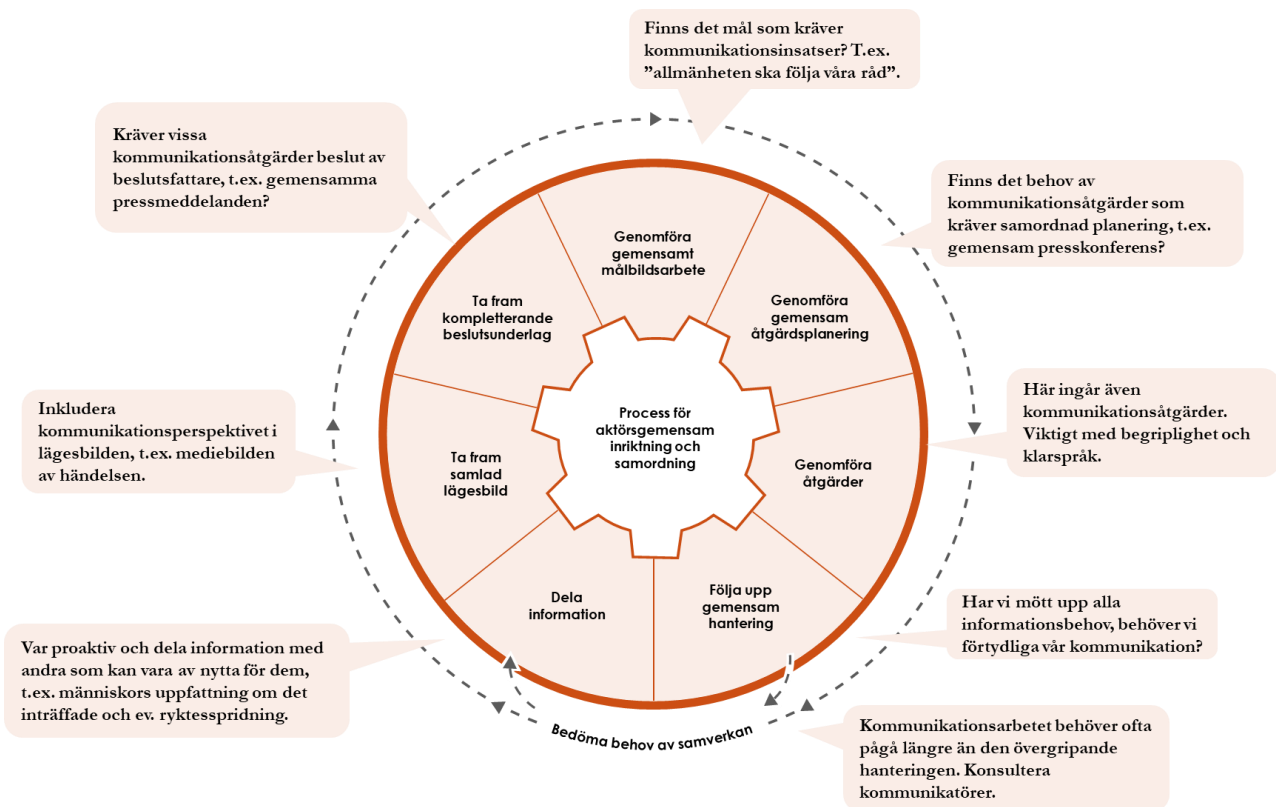 Finns det mål som kräver
kommunikationsinsatser? T.ex.
”allmänheten ska följa våra råd”.
Kräver vissa
kommunikationsåtgärder beslut av
beslutsfattare, t.ex. gemensamma
pressmeddelanden?
Finns det behov av
kommunikationsåtgärder som
kräver samordnad planering, t.ex.
gemensam presskonferens?
Genomföra
gemensamt
målbildsarbete
Ta fram
kompletterande
beslutsunderlag
Genomföra
gemensam
åtgärdsplanering
Inkludera
kommunikationsperspektivet i
lägesbilden, t.ex. mediebilden
av händelsen.
Här ingår även
kommunikationsåtgärder.
Viktigt med begriplighet och
klarspråk.
Process för
aktörsgemensam
inriktning och
samordning
Ta fram
samlad
lägesbild
Genomföra
åtgärder
Dela
information
Följa upp
gemensam
hantering
Har vi mött upp alla
informationsbehov, behöver vi
förtydliga vår kommunikation?
Var proaktiv och dela information med
andra som kan vara av nytta för dem,
t.ex. människors uppfattning om det
inträffade och ev. ryktesspridning.
Bedöma behov av samverkan
Kommunikationsarbetet behöver ofta
pågå längre än den övergripande
hanteringen. Konsultera
kommunikatörer.